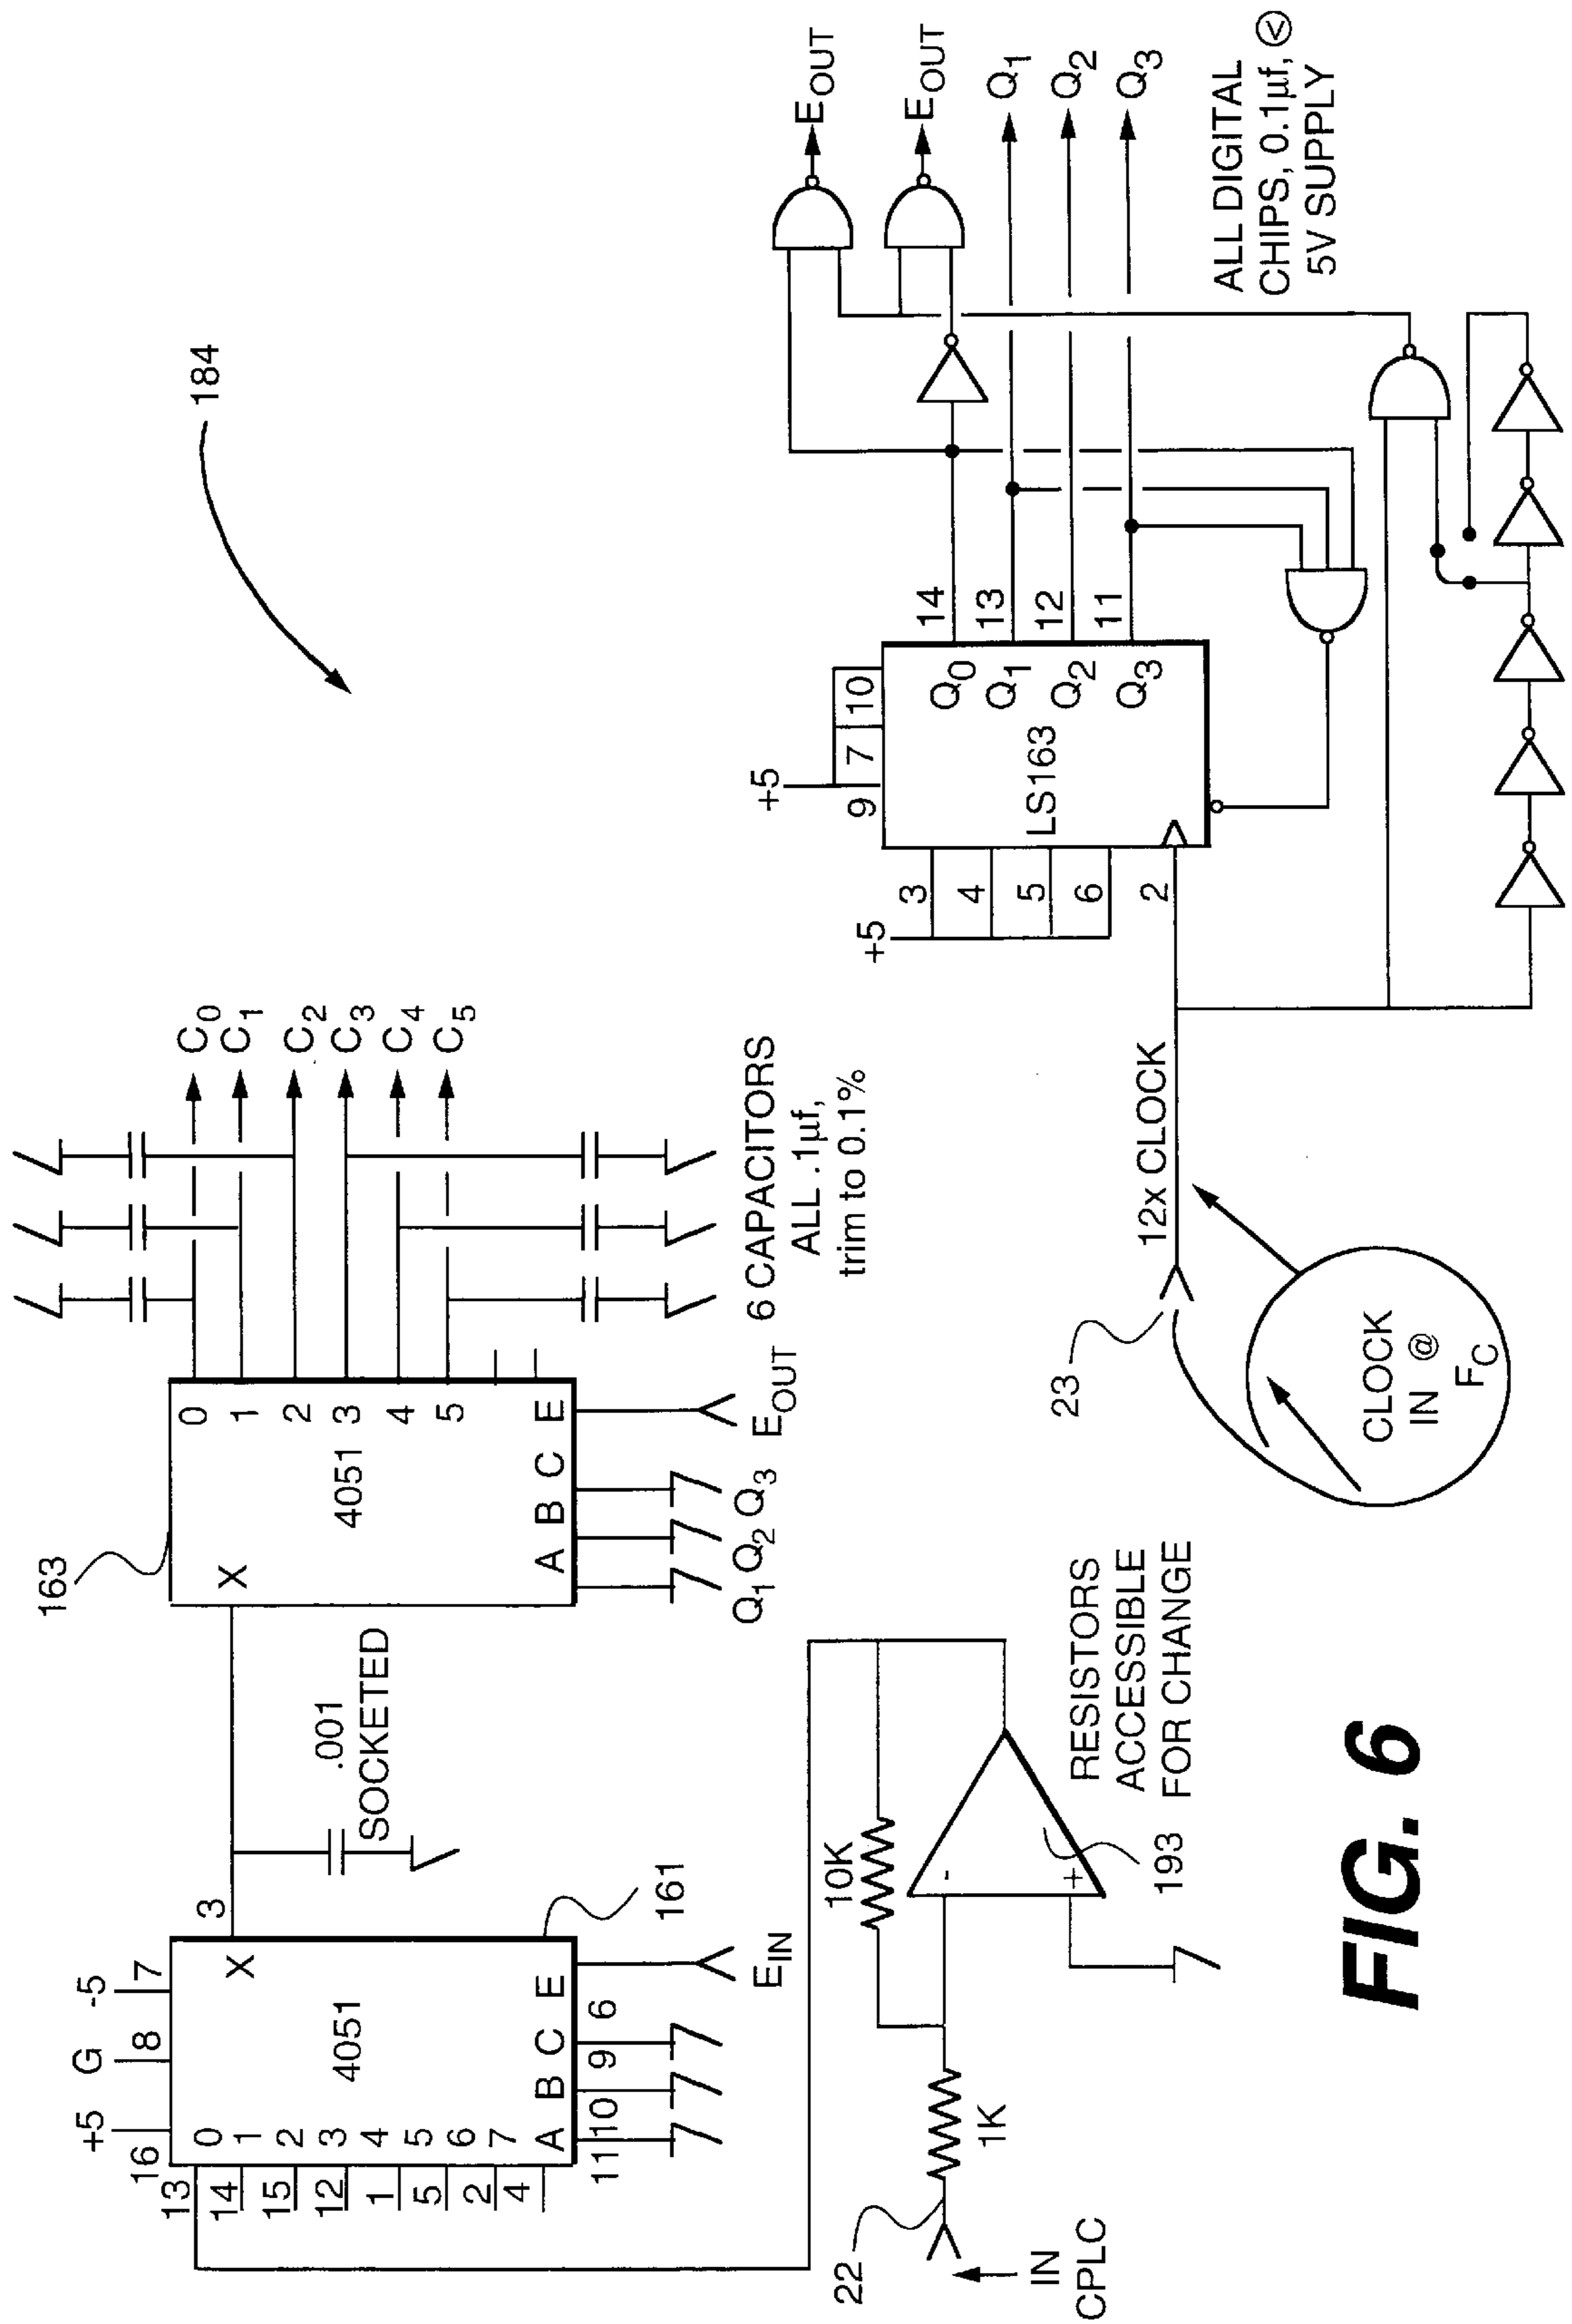 184
163
X
4051
0
1
2
3
4
5
A
B
C
E
Q1
Q2
Q3
EOUT
C0
C1
C2
C3
C4
C5
6 CAPACITORS
ALL .1µf,
trim to 0.1%
.001
SOCKETED
3
+5
G
-5
16
8
7
X
4051
161
13
14
15
12
1
5
2
4
0
1
2
3
4
5
6
7
A
B
C
E
11
10
9
6
EIN
10K
1K
-
+
193
22
IN
CPLC
RESISTORS
ACCESSIBLE
FOR CHANGE
+5
9
7
10
LS163
Q0
Q1
Q2
Q3
14
13
12
11
+5
3
4
5
6
2
12x CLOCK
23
CLOCK
IN @
FC
EOUT
EOUT
Q1
Q2
Q3
ALL DIGITAL
CHIPS, 0.1µf,
5V SUPPLY
FIG. 6